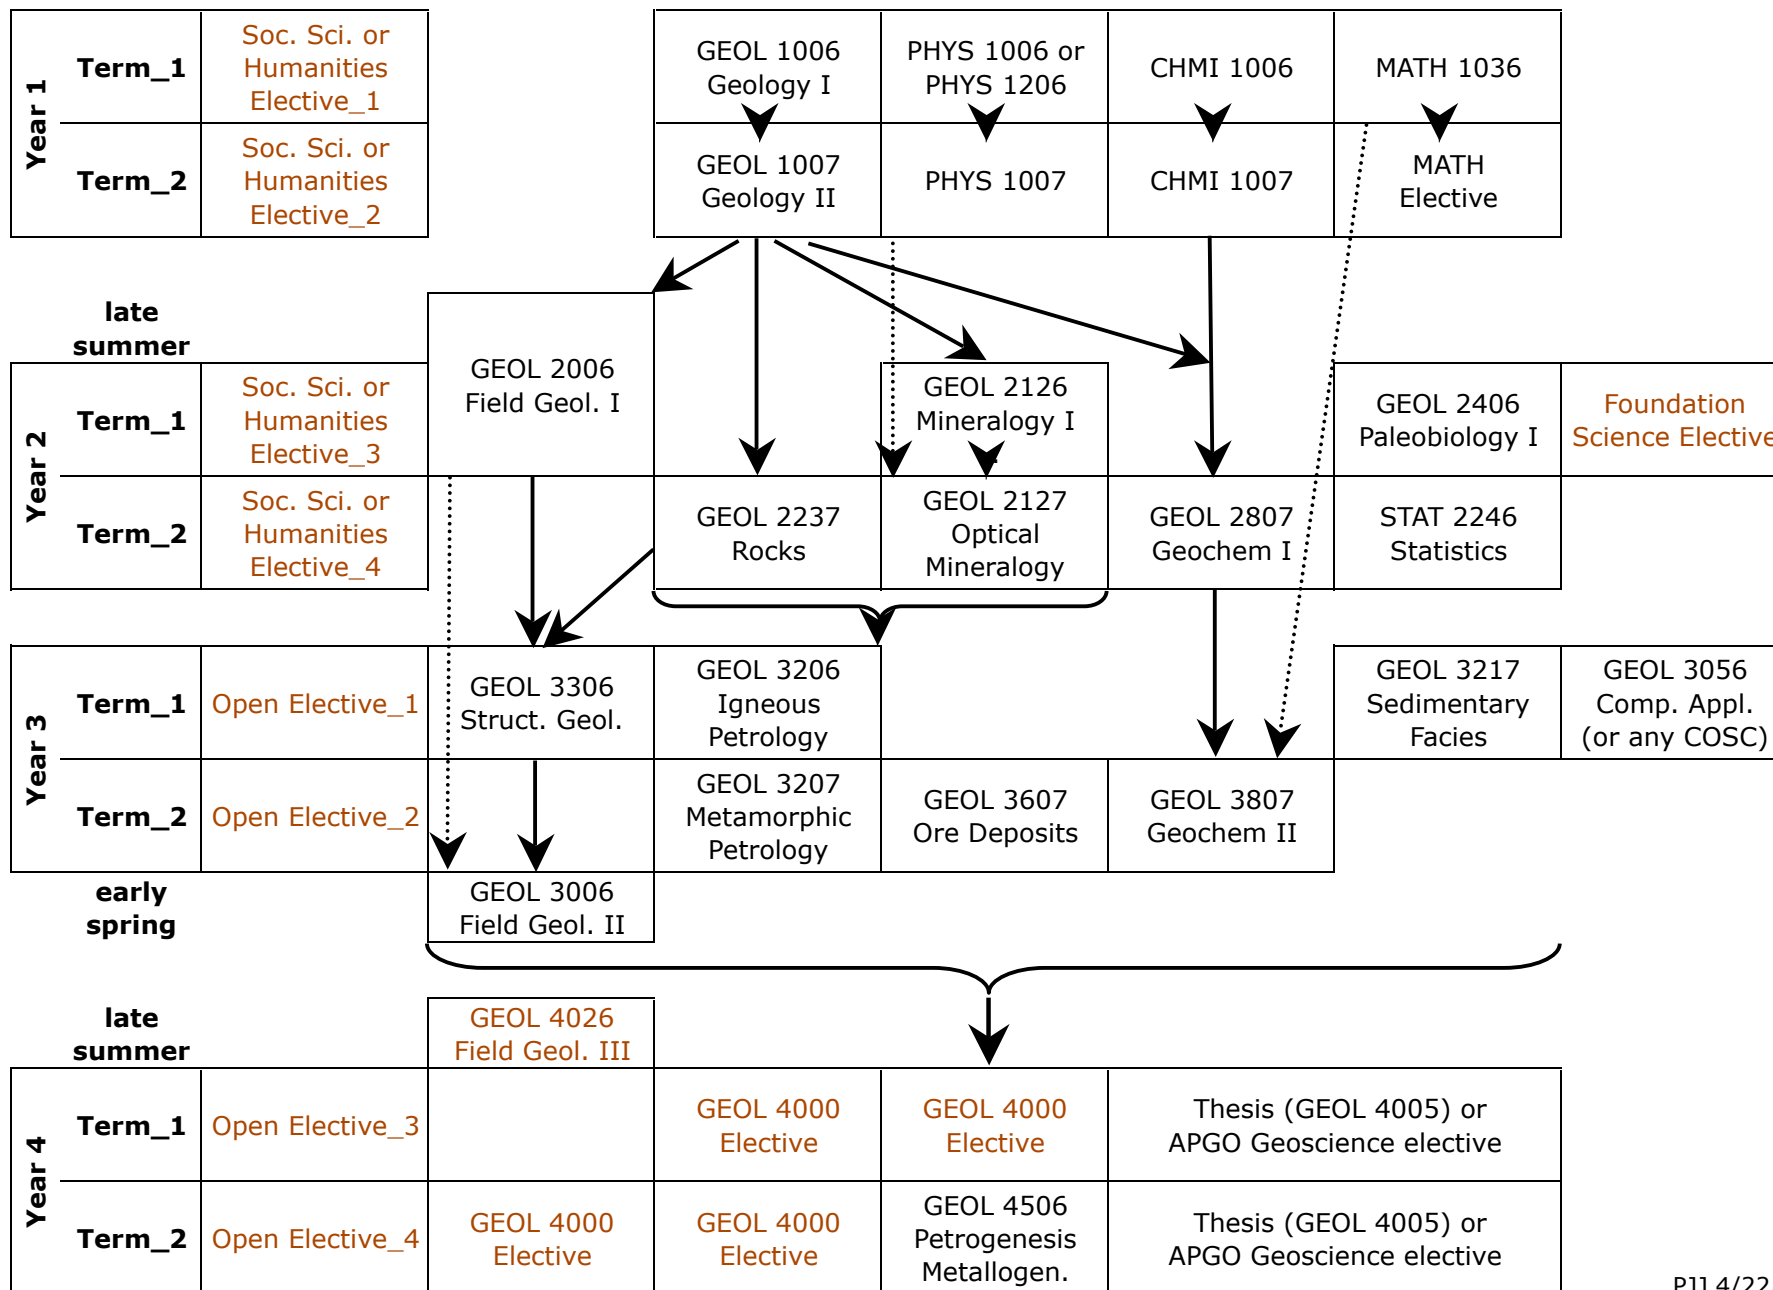 Year 1
Term_1
Soc. Sci. or
Humanities
Elective_1
GEOL 1006
Geology I
PHYS 1006 or
PHYS 1206
CHMI 1006
MATH 1036
Term_2
Soc. Sci. or
Humanities
Elective_2
GEOL 1007
Geology II
PHYS 1007
CHMI 1007
MATH
Elective
late
summer
GEOL 2006
Field Geol. I
Year 2
Term_1
Soc. Sci. or
Humanities
Elective_3
GEOL 2126
Mineralogy I
GEOL 2406
Paleobiology I
Foundation
Science Elective
Term_2
Soc. Sci. or
Humanities
Elective_4
GEOL 2237
Rocks
GEOL 2127
Optical
Mineralogy
GEOL 2807
Geochem I
STAT 2246
Statistics
Year 3
Term_1
Open Elective_1
GEOL 3306
Struct. Geol.
GEOL 3206
Igneous
Petrology
GEOL 3217
Sedimentary
Facies
GEOL 3056
Comp. Appl.
(or any COSC)
Term_2
Open Elective_2
GEOL 3207
Metamorphic
Petrology
GEOL 3607
Ore Deposits
GEOL 3807
Geochem II
early
spring
GEOL 3006
Field Geol. II
late
summer
GEOL 4026
Field Geol. III
Year 4
Term_1
Open Elective_3
GEOL 4000
Elective
GEOL 4000
Elective
Thesis (GEOL 4005) or
APGO Geoscience elective
Term_2
Open Elective_4
GEOL 4000
Elective
GEOL 4000
Elective
GEOL 4506
Petrogenesis
Metallogen.
Thesis (GEOL 4005) or
APGO Geoscience elective
4/22